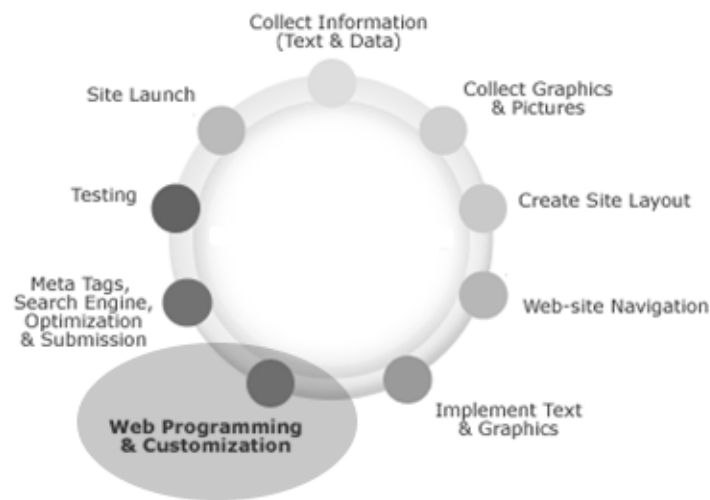 Collect Information
(Text & Data)
Collect Graphics
& Pictures
Create Site Layout
Web-site Navigation
Implement Text
& Graphics
Web Programming
& Customization
Meta Tags,
Search Engine,
Optimization
& Submission
Testing
Site Launch